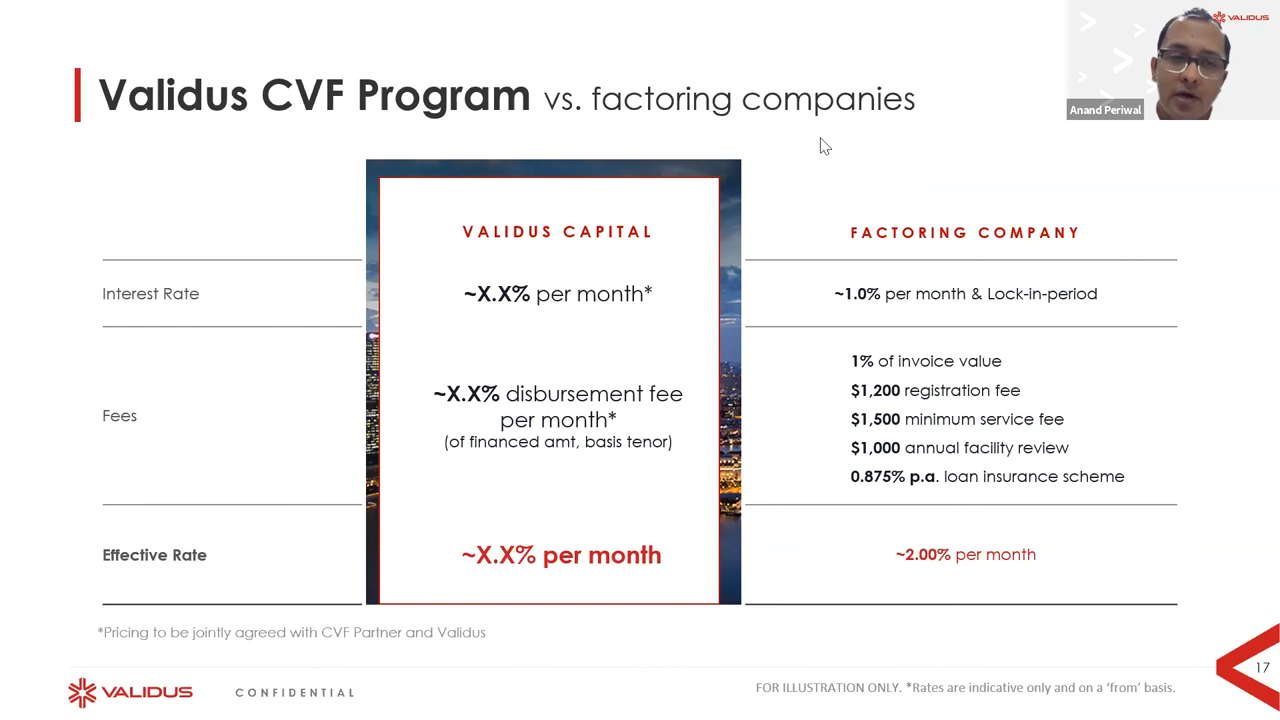 VALIDUS
Anand Periwal
Validus CVF Program vs. factoring companies
VALIDUS CAPITAL
FACTORING COMPANY
Interest Rate
~X.X% per month*
~1.0% per month & Lock-in-period
Fees
~X.X% disbursement fee
per month*
(of financed amt, basis tenor)
1% of invoice value
$1,200 registration fee
$1,500 minimum service fee
$1,000 annual facility review
0.875% p.a. loan insurance scheme
Effective Rate
~X.X% per month
~2.00% per month
*Pricing to be jointly agreed with CVF Partner and Validus
VALIDUS
CONFIDENTIAL
FOR ILLUSTRATION ONLY. *Rates are indicative only and on a ‘from’ basis.
17